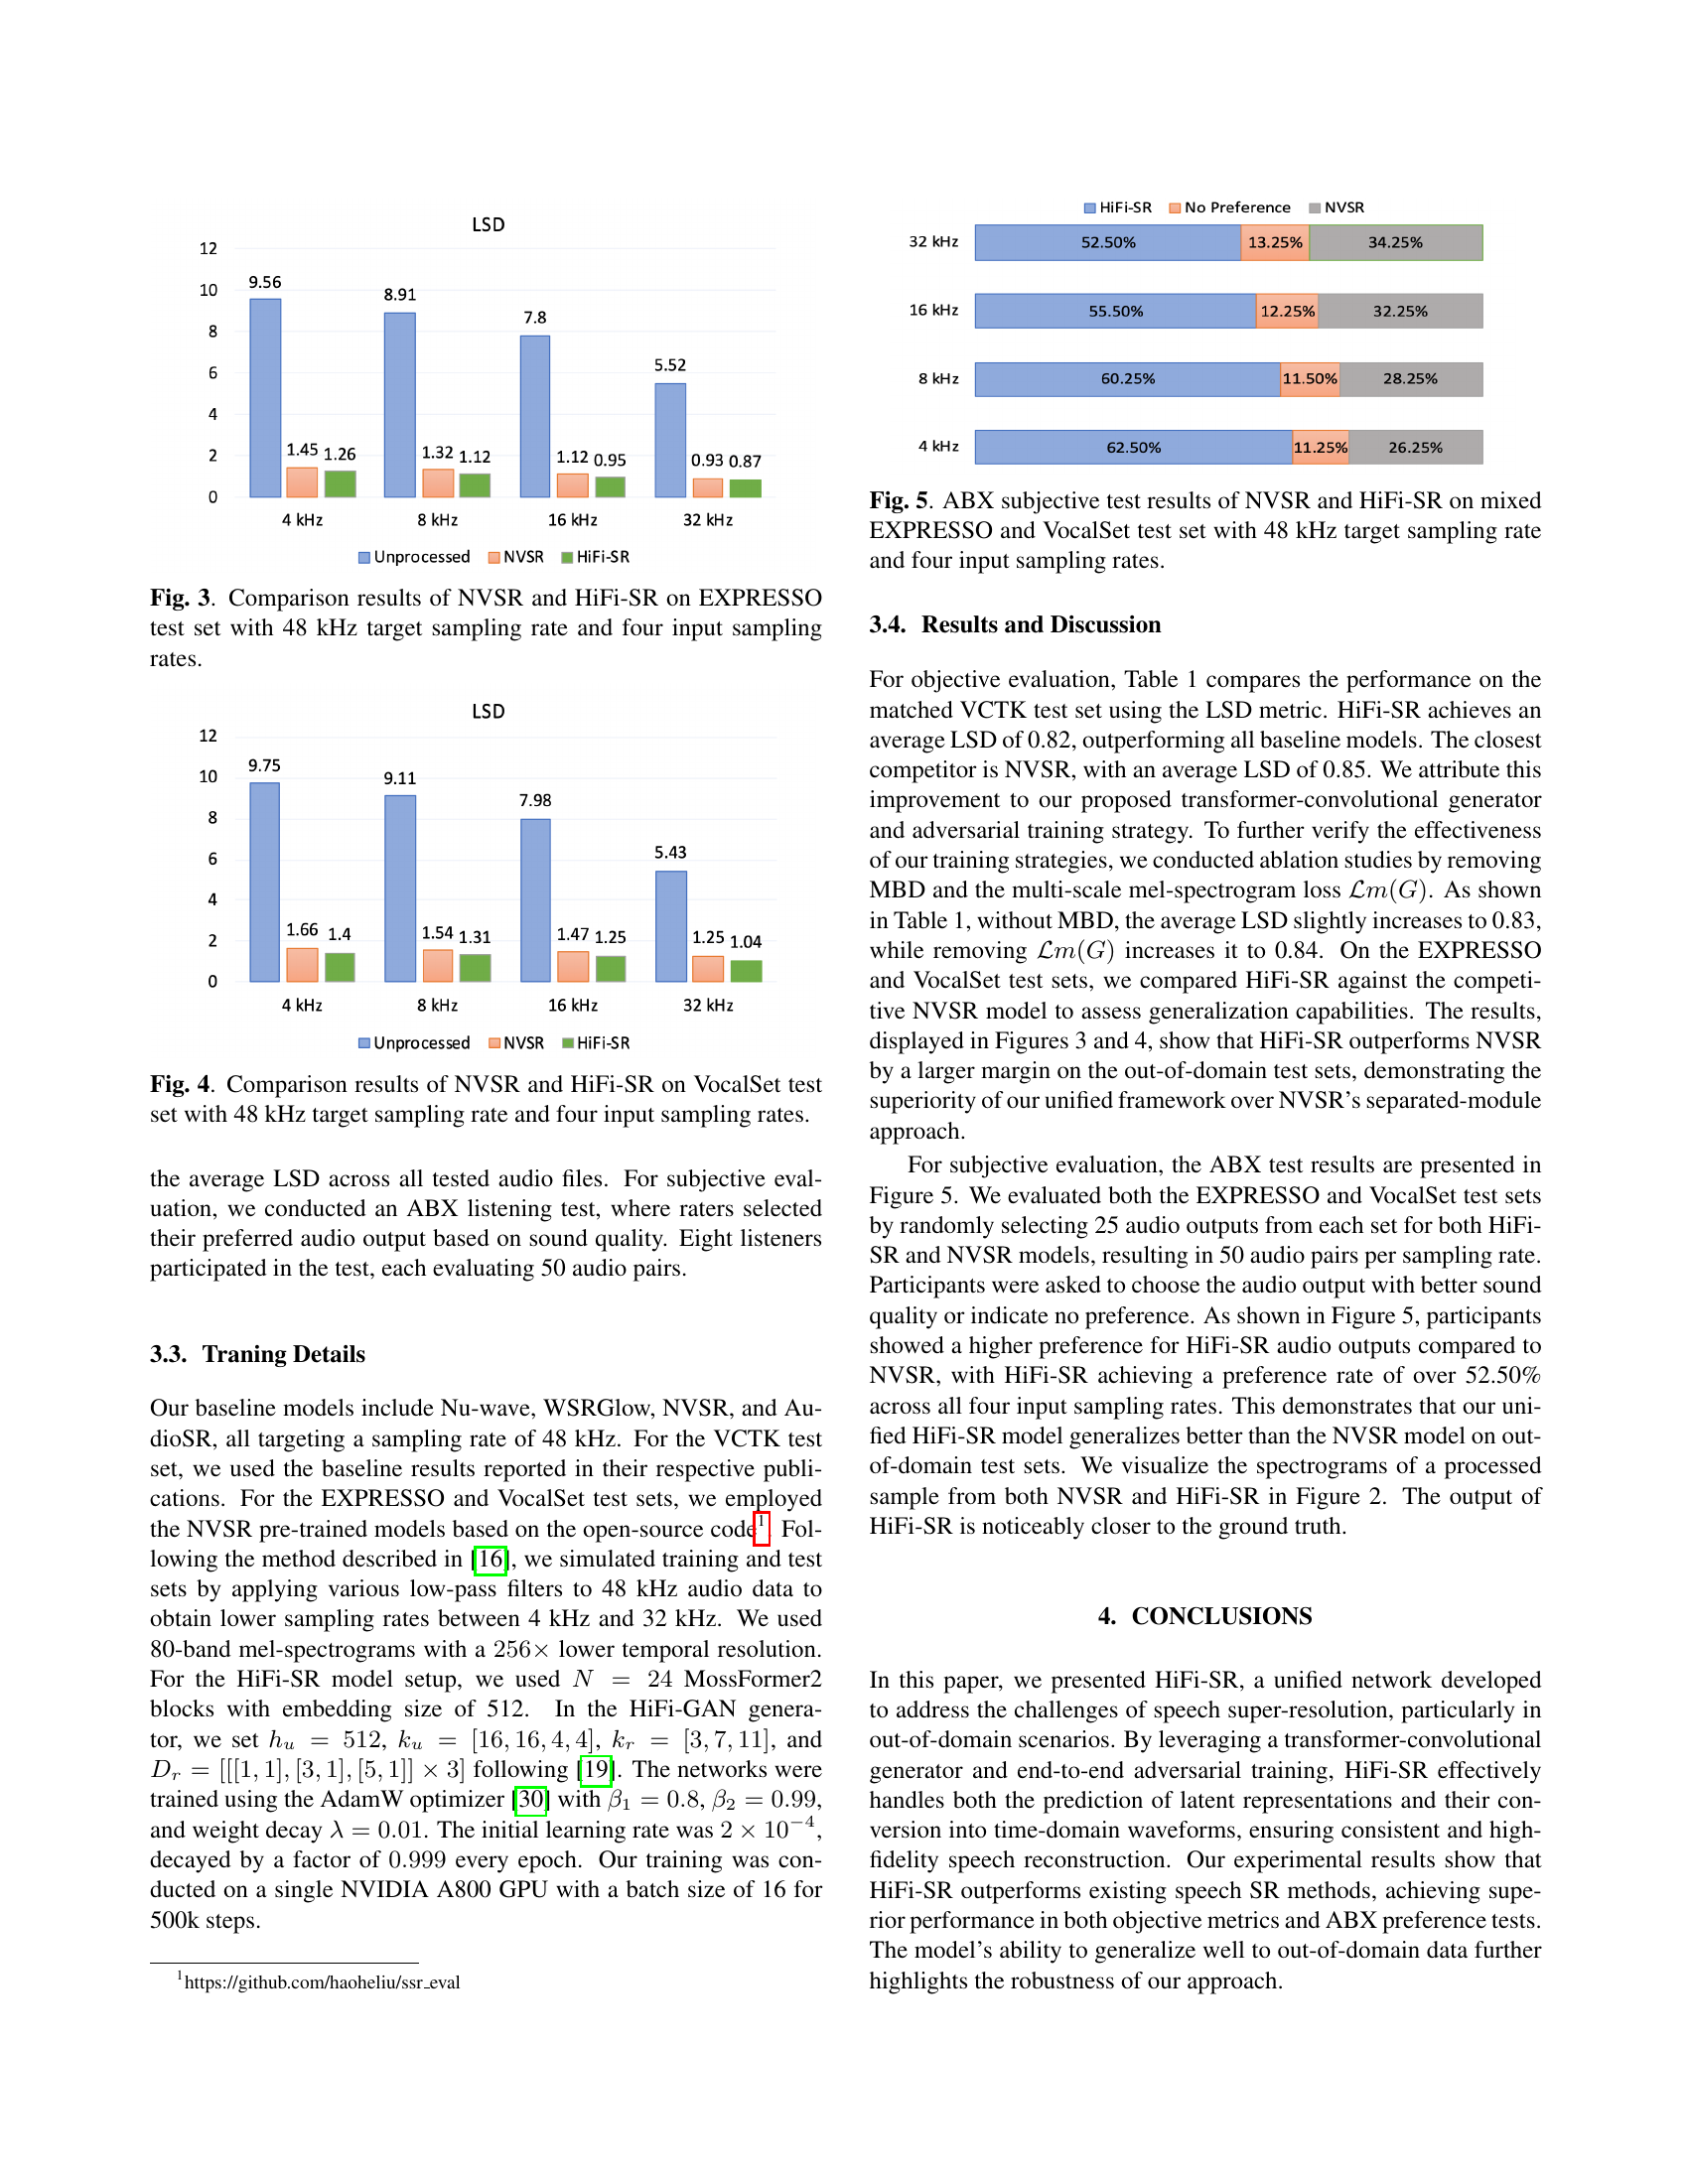 LSD
12
10
8
6
4
2
0
9.56
8.91
7.8
5.52
1.45 1.26
1.32 1.12
1.12 0.95
0.93 0.87
4 kHz 8 kHz 16 kHz 32 kHz
Unprocessed NVSR HiFi-SR
Fig. 3. Comparison results of NVSR and HiFi-SR on EXPRESSO
test set with 48 kHz target sampling rate and four input sampling
rates.
LSD
12
10
8
6
4
2
0
9.75
9.11
7.98
5.43
1.66 1.4
1.54 1.31
1.47 1.25
1.25 1.04
4 kHz 8 kHz 16 kHz 32 kHz
Unprocessed NVSR HiFi-SR
Fig. 4. Comparison results of NVSR and HiFi-SR on VocalSet test
set with 48 kHz target sampling rate and four input sampling rates.
the average LSD across all tested audio files. For subjective eval-
uation, we conducted an ABX listening test, where raters selected
their preferred audio output based on sound quality. Eight listeners
participated in the test, each evaluating 50 audio pairs.
3.3. Traning Details
Our baseline models include Nu-wave, WSRGlow, NVSR, and Au-
dioSR, all targeting a sampling rate of 48 kHz. For the VCTK test
set, we used the baseline results reported in their respective publi-
cations. For the EXPRESSO and VocalSet test sets, we employed
the NVSR pre-trained models based on the open-source code¹. Fol-
lowing the method described in [16], we simulated training and test
sets by applying various low-pass filters to 48 kHz audio data to
obtain lower sampling rates between 4 kHz and 32 kHz. We used
80-band mel-spectrograms with a 256× lower temporal resolution.
For the HiFi-SR model setup, we used N = 24 MossFormer2
blocks with embedding size of 512. In the HiFi-GAN genera-
tor, we set h_u = 512, k_u = [16, 16, 4, 4], k_r = [3, 7, 11], and
D_r = [[[1, 1], [3, 1], [5, 1]] × 3] following [19]. The networks were
trained using the AdamW optimizer [30] with β₁ = 0.8, β₂ = 0.99,
and weight decay λ = 0.01. The initial learning rate was 2 × 10⁻⁴,
decayed by a factor of 0.999 every epoch. Our training was con-
ducted on a single NVIDIA A800 GPU with a batch size of 16 for
500k steps.
¹https://github.com/haoheliu/ssr_eval
HiFi-SR No Preference NVSR
32 kHz 52.50% 13.25% 34.25%
16 kHz 55.50% 12.25% 32.25%
8 kHz 60.25% 11.50% 28.25%
4 kHz 62.50% 11.25% 26.25%
Fig. 5. ABX subjective test results of NVSR and HiFi-SR on mixed
EXPRESSO and VocalSet test set with 48 kHz target sampling rate
and four input sampling rates.
3.4. Results and Discussion
For objective evaluation, Table 1 compares the performance on the
matched VCTK test set using the LSD metric. HiFi-SR achieves an
average LSD of 0.82, outperforming all baseline models. The closest
competitor is NVSR, with an average LSD of 0.85. We attribute this
improvement to our proposed transformer-convolutional generator
and adversarial training strategy. To further verify the effectiveness
of our training strategies, we conducted ablation studies by removing
MBD and the multi-scale mel-spectrogram loss ℒm(G). As shown
in Table 1, without MBD, the average LSD slightly increases to 0.83,
while removing ℒm(G) increases it to 0.84. On the EXPRESSO
and VocalSet test sets, we compared HiFi-SR against the competi-
tive NVSR model to assess generalization capabilities. The results,
displayed in Figures 3 and 4, show that HiFi-SR outperforms NVSR
by a larger margin on the out-of-domain test sets, demonstrating the
superiority of our unified framework over NVSR's separated-module
approach.
For subjective evaluation, the ABX test results are presented in
Figure 5. We evaluated both the EXPRESSO and VocalSet test sets
by randomly selecting 25 audio outputs from each set for both HiFi-
SR and NVSR models, resulting in 50 audio pairs per sampling rate.
Participants were asked to choose the audio output with better sound
quality or indicate no preference. As shown in Figure 5, participants
showed a higher preference for HiFi-SR audio outputs compared to
NVSR, with HiFi-SR achieving a preference rate of over 52.50%
across all four input sampling rates. This demonstrates that our uni-
fied HiFi-SR model generalizes better than the NVSR model on out-
of-domain test sets. We visualize the spectrograms of a processed
sample from both NVSR and HiFi-SR in Figure 2. The output of
HiFi-SR is noticeably closer to the ground truth.
4. CONCLUSIONS
In this paper, we presented HiFi-SR, a unified network developed
to address the challenges of speech super-resolution, particularly in
out-of-domain scenarios. By leveraging a transformer-convolutional
generator and end-to-end adversarial training, HiFi-SR effectively
handles both the prediction of latent representations and their con-
version into time-domain waveforms, ensuring consistent and high-
fidelity speech reconstruction. Our experimental results show that
HiFi-SR outperforms existing speech SR methods, achieving supe-
rior performance in both objective metrics and ABX preference tests.
The model's ability to generalize well to out-of-domain data further
highlights the robustness of our approach.